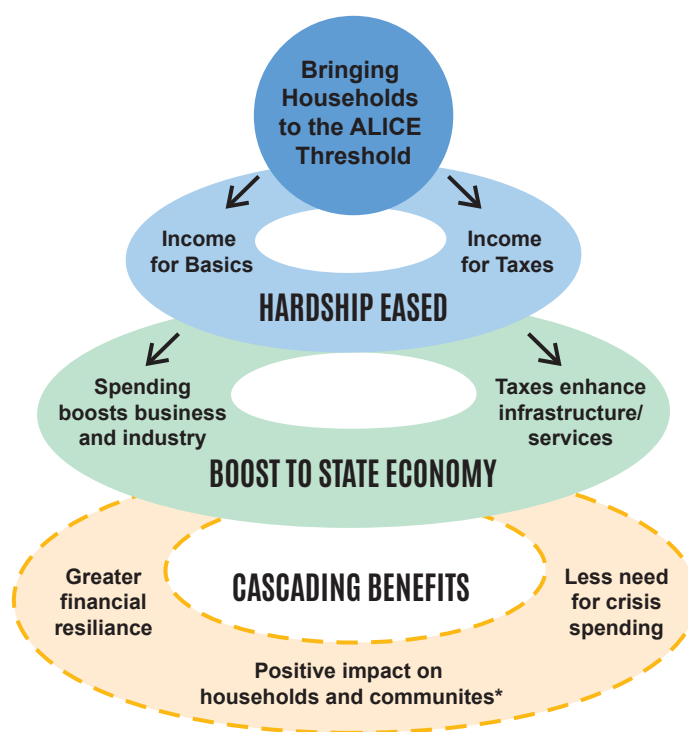 Bringing
Households
to the ALICE
Threshold
Income
for Basics
Income
for Taxes
HARDSHIP EASED
Spending
boosts business
and industry
Taxes enhance
infrastructure/
services
BOOST TO STATE ECONOMY
Greater
financial
resiliance
CASCADING BENEFITS
Less need
for crisis
spending
Positive impact on
households and communites*